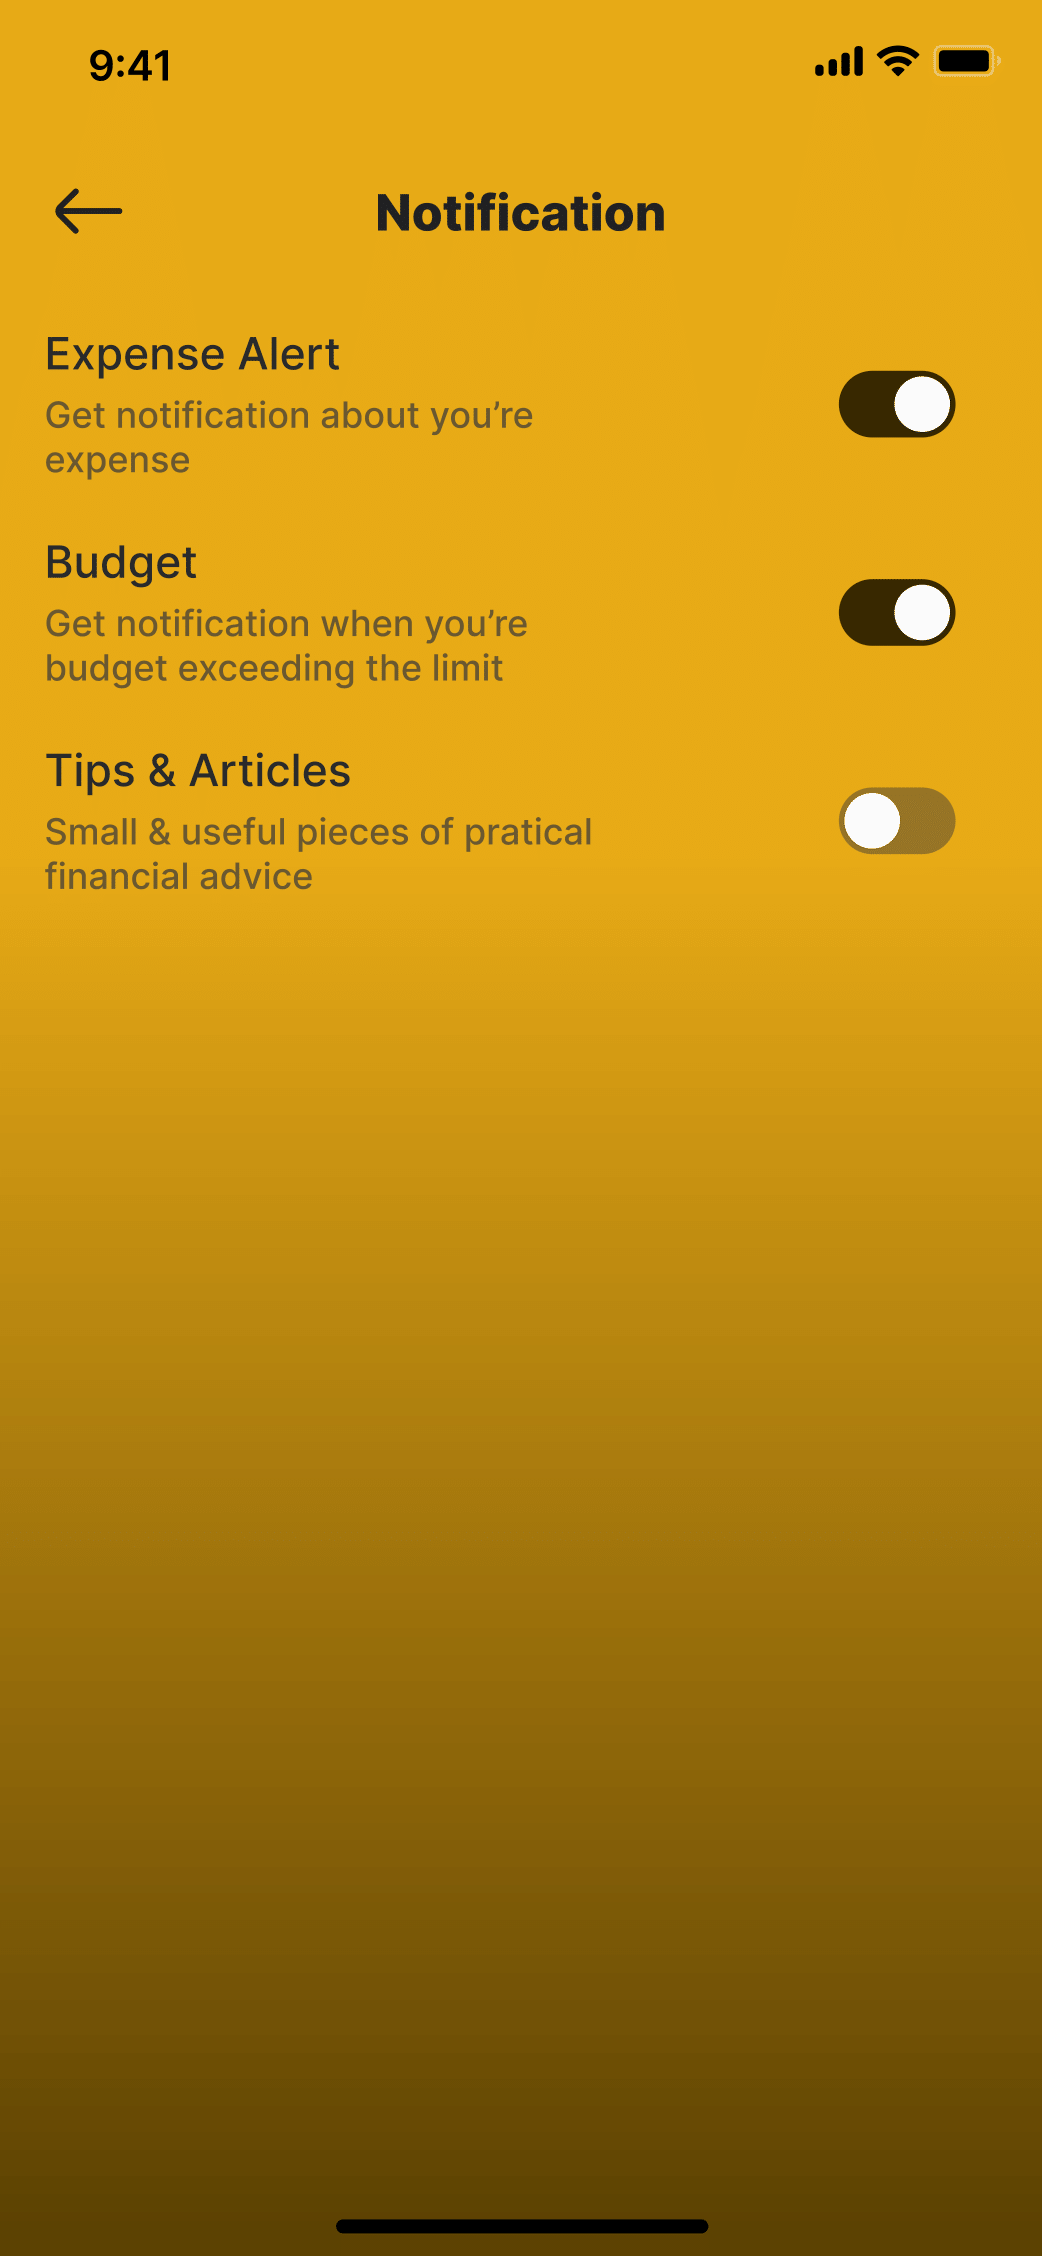 9:41
Notification
Expense Alert
Get notification about you’re
expense
Budget
Get notification when you’re
budget exceeding the limit
Tips & Articles
Small & useful pieces of pratical
financial advice